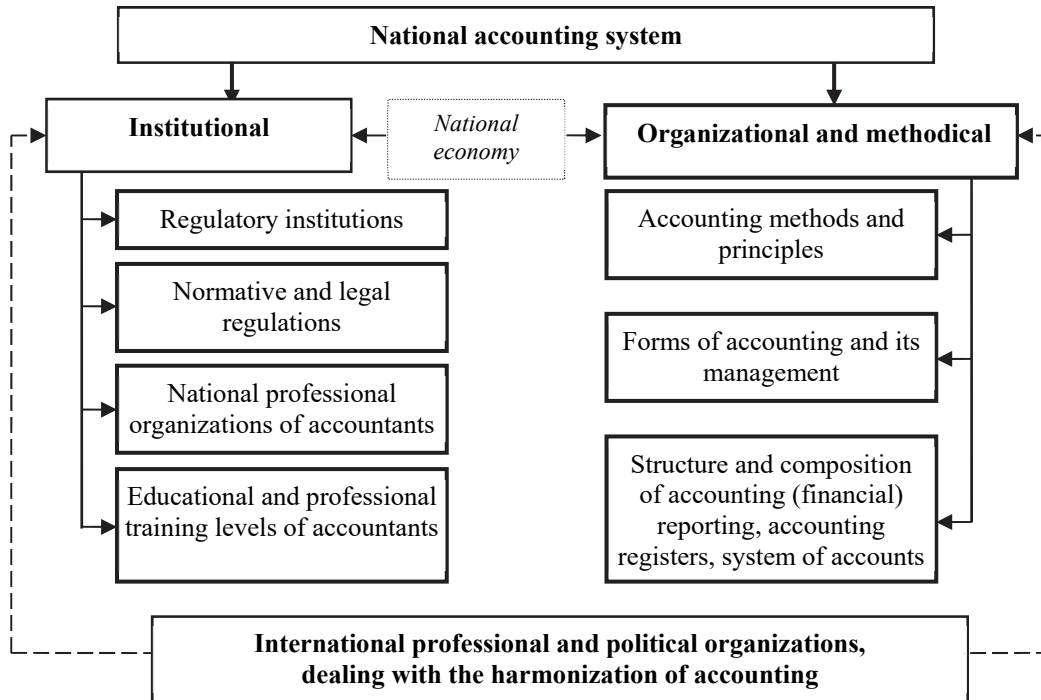 National accounting system
Institutional
National
economy
Organizational and methodical
Regulatory institutions
Normative and legal
regulations
National professional
organizations of accountants
Educational and professional
training levels of accountants
Accounting methods and
principles
Forms of accounting and its
management
Structure and composition
of accounting (financial)
reporting, accounting
registers, system of accounts
International professional and political organizations,
dealing with the harmonization of accounting